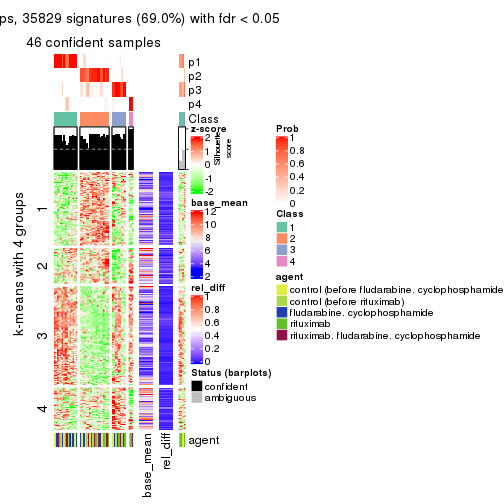 ps, 35829 signatures (69.0%) with fdr < 0.05
46 confident samples
p1
p2
p3
p4
Class
Silhouette
score
agent
k-means with 4 groups
1
2
3
4
base_mean
rel_diff
z-score
2
1
0
-1
-2
base_mean
12
10
8
6
4
2
rel_diff
1
0.8
0.6
0.4
0.2
0
Status (barplots)
confident
ambiguous
Prob
1
0.8
0.6
0.4
0.2
0
Class
1
2
3
4
agent
control (before fludarabine, cyclophosphamide
control (before rituximab)
fludarabine, cyclophosphamide
rituximab
rituximab, fludarabine, cyclophosphamide